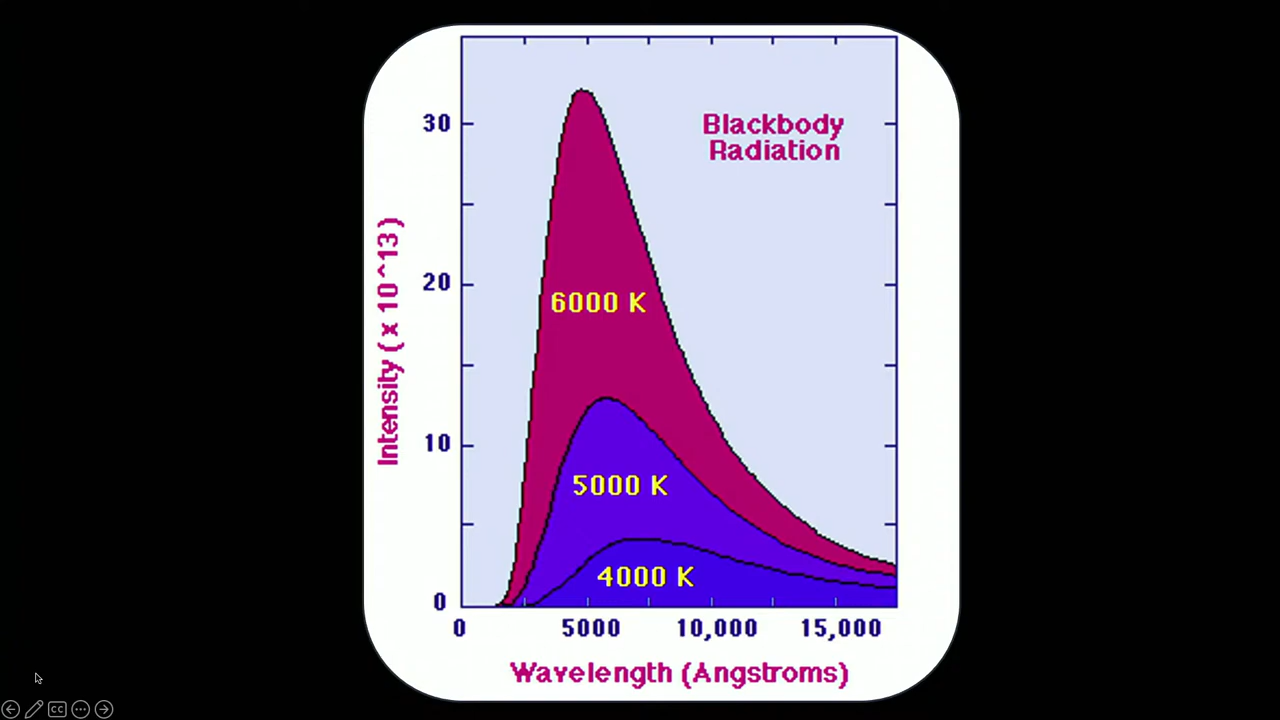 Blackbody
Radiation
Intensity ( x 10^13 )
30
20
10
0
6000 K
5000 K
4000 K
0 5000 10,000 15,000
Wavelength (Angstroms)
CC